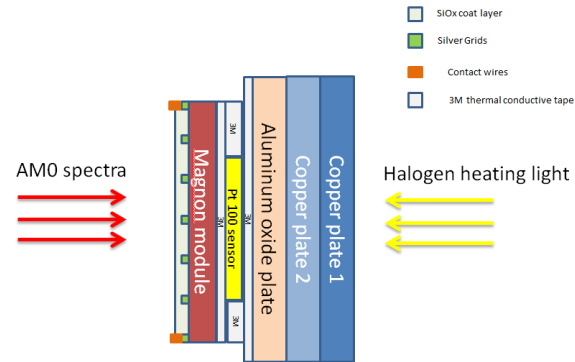 SiOx coat layer
Silver Grids
Contact wires
3M thermal conductive tape
AM0 spectra
Halogen heating light
Magnon module
3M
Pt 100 sensor
3M
3M
Aluminum oxide plate
Copper plate 2
Copper plate 1